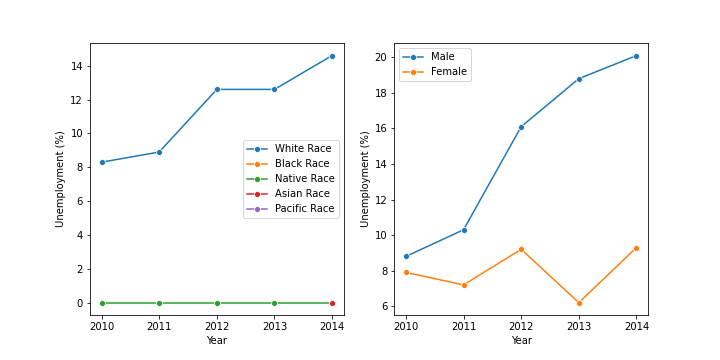 14
12
10
8
6
4
2
0
Unemployment (%)
White Race
Black Race
Native Race
Asian Race
Pacific Race
2010 2011 2012 2013 2014
Year
20
18
16
14
12
10
8
6
Unemployment (%)
Male
Female
2010 2011 2012 2013 2014
Year